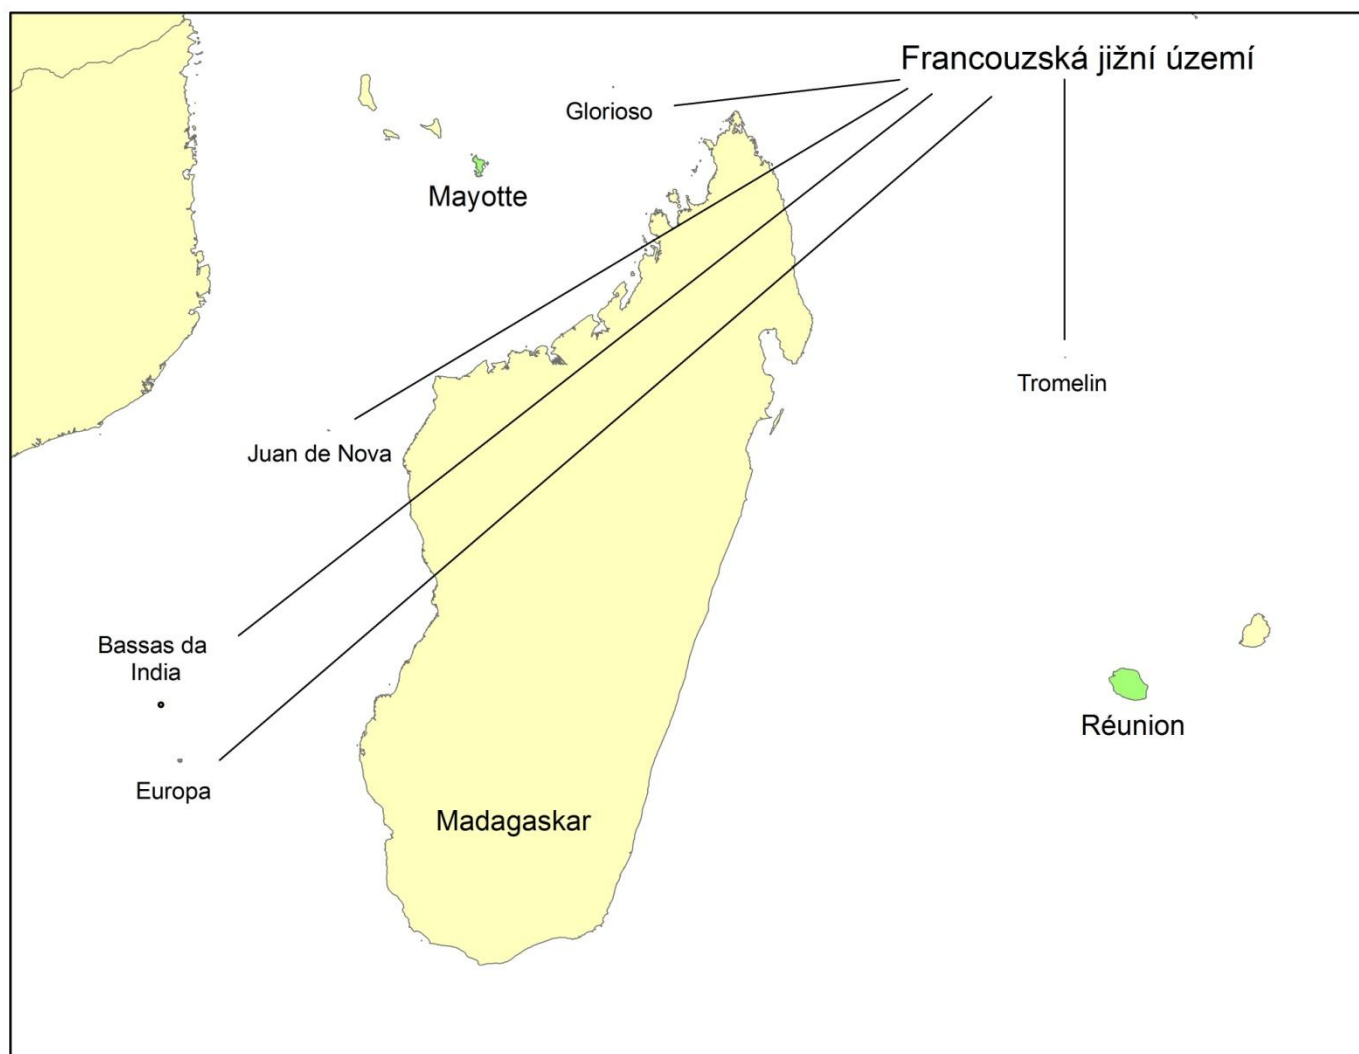 Francouzská jižní území
Glorioso
Mayotte
Tromelin
Juan de Nova
Bassas da
India
Réunion
Europa
Madagaskar